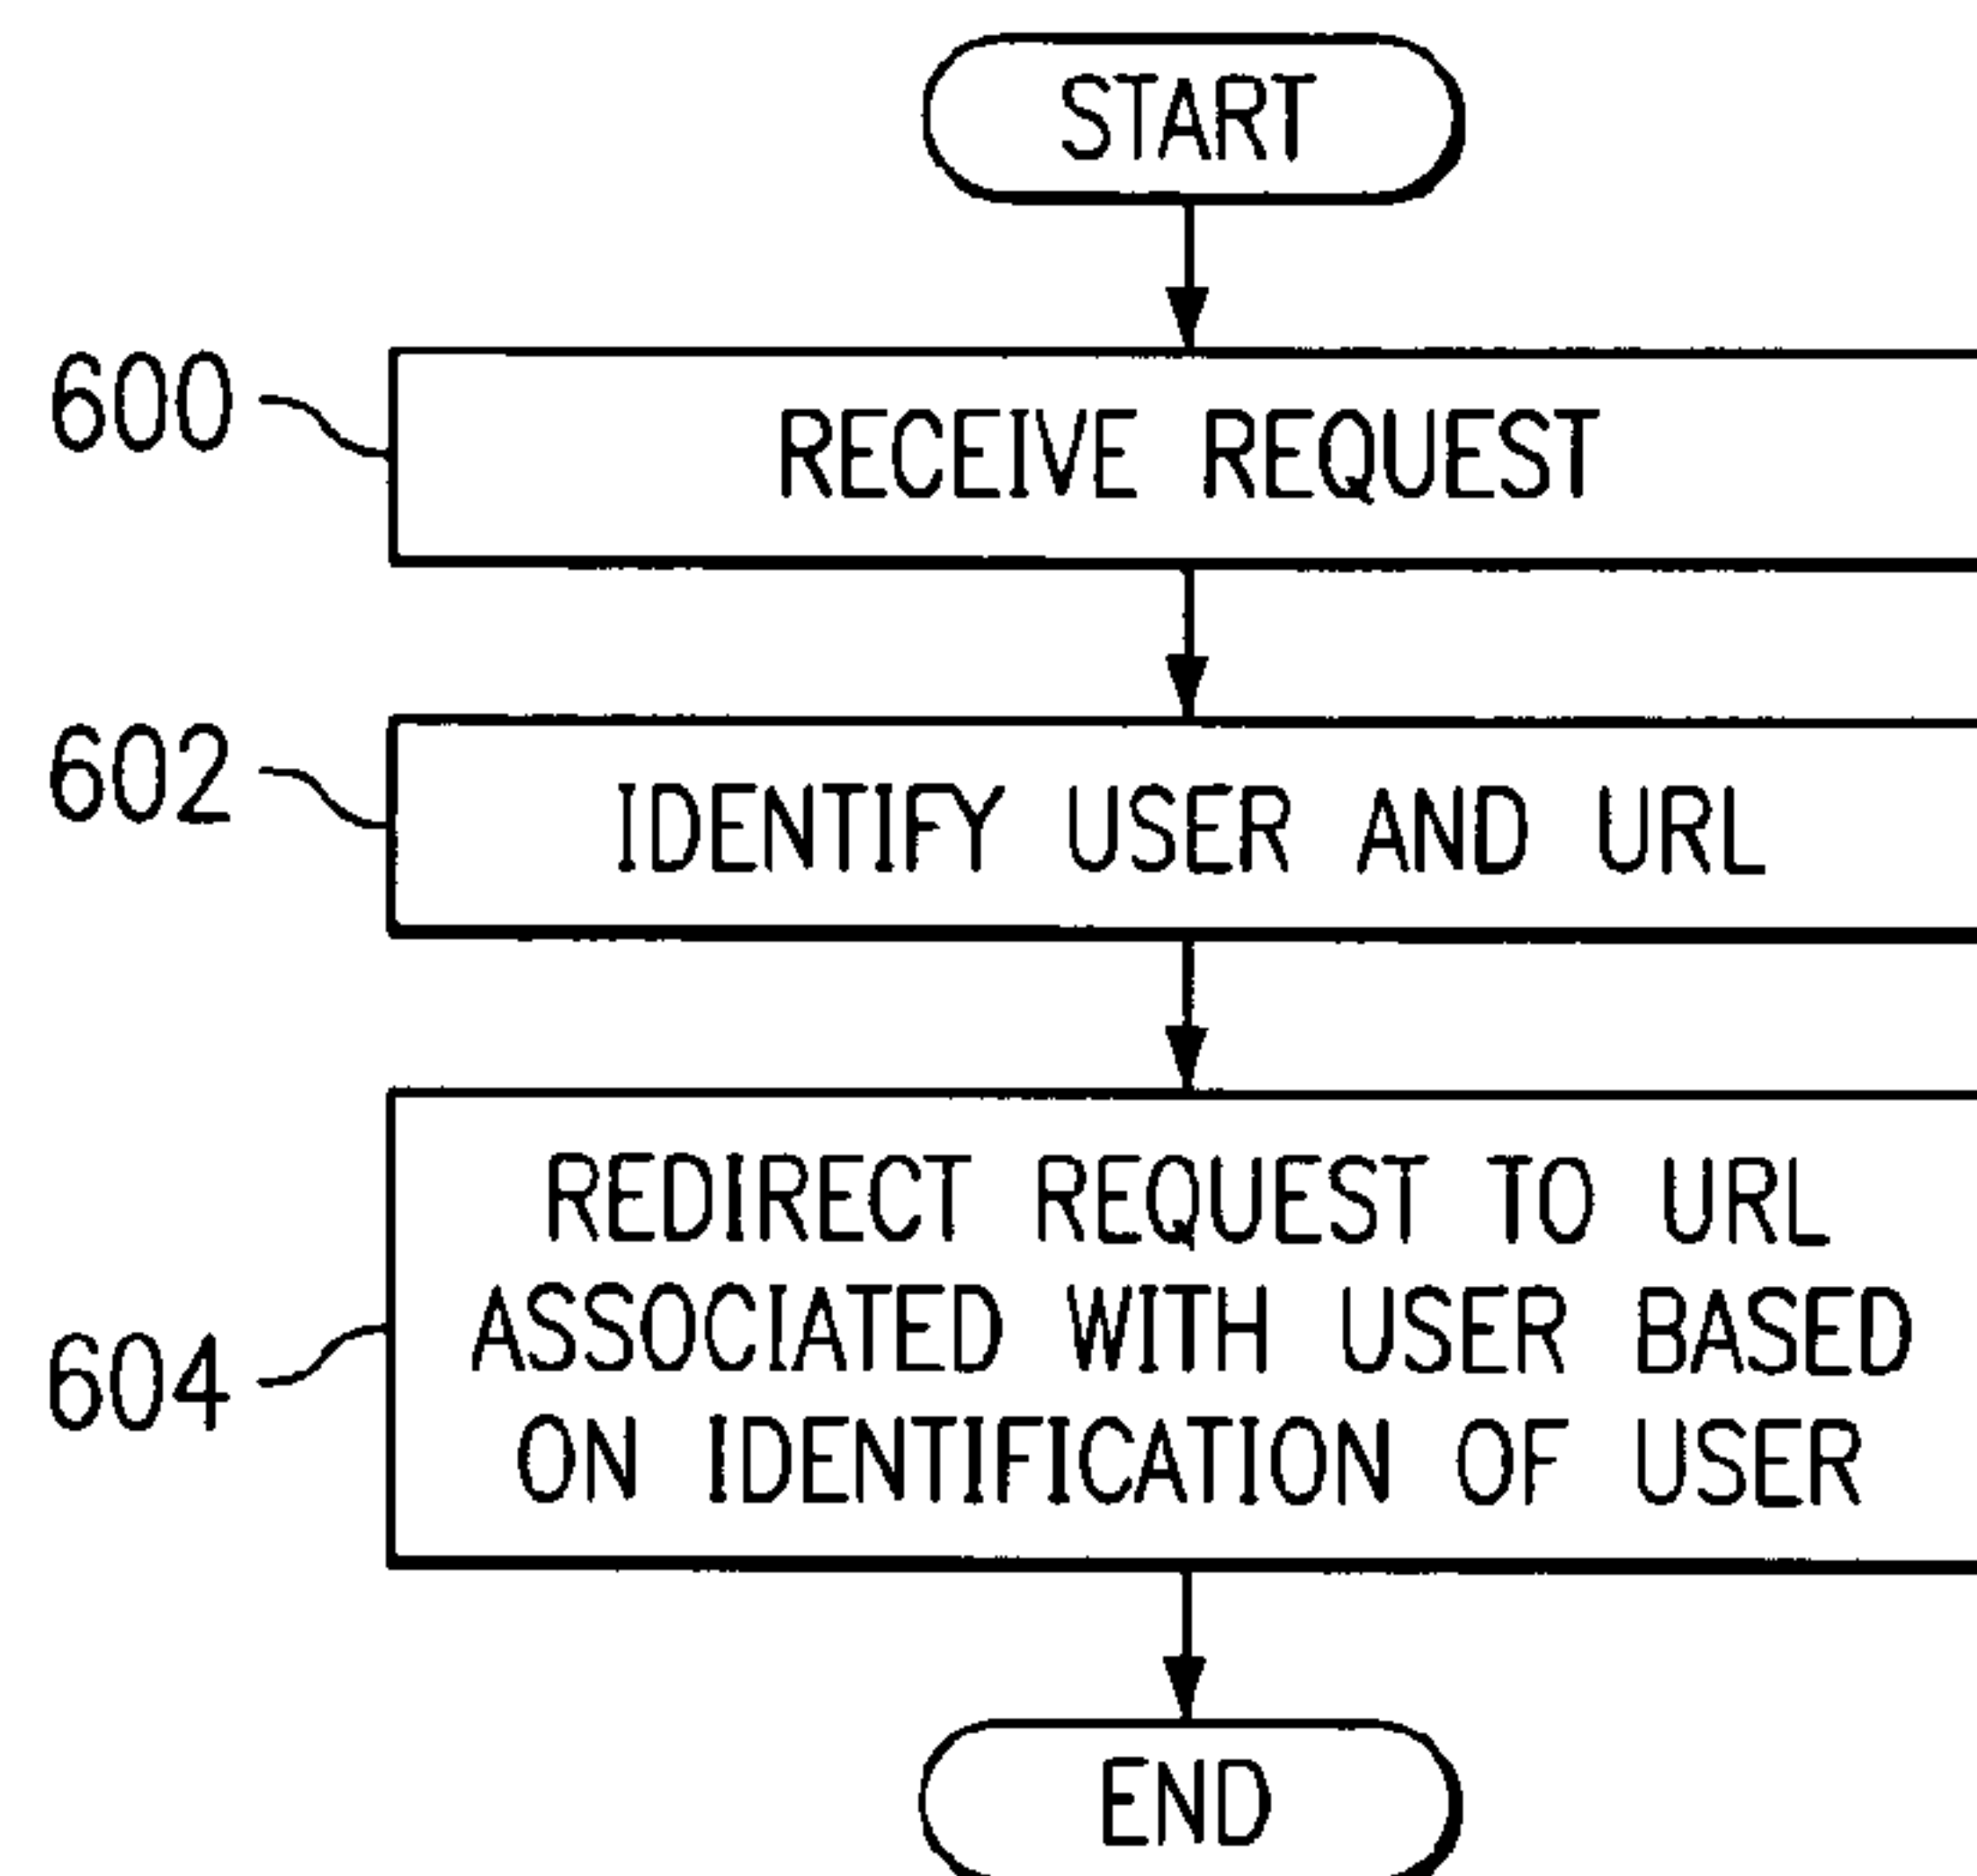 START
600
RECEIVE REQUEST
602
IDENTIFY USER AND URL
604
REDIRECT REQUEST TO URL
ASSOCIATED WITH USER BASED
ON IDENTIFICATION OF USER
END